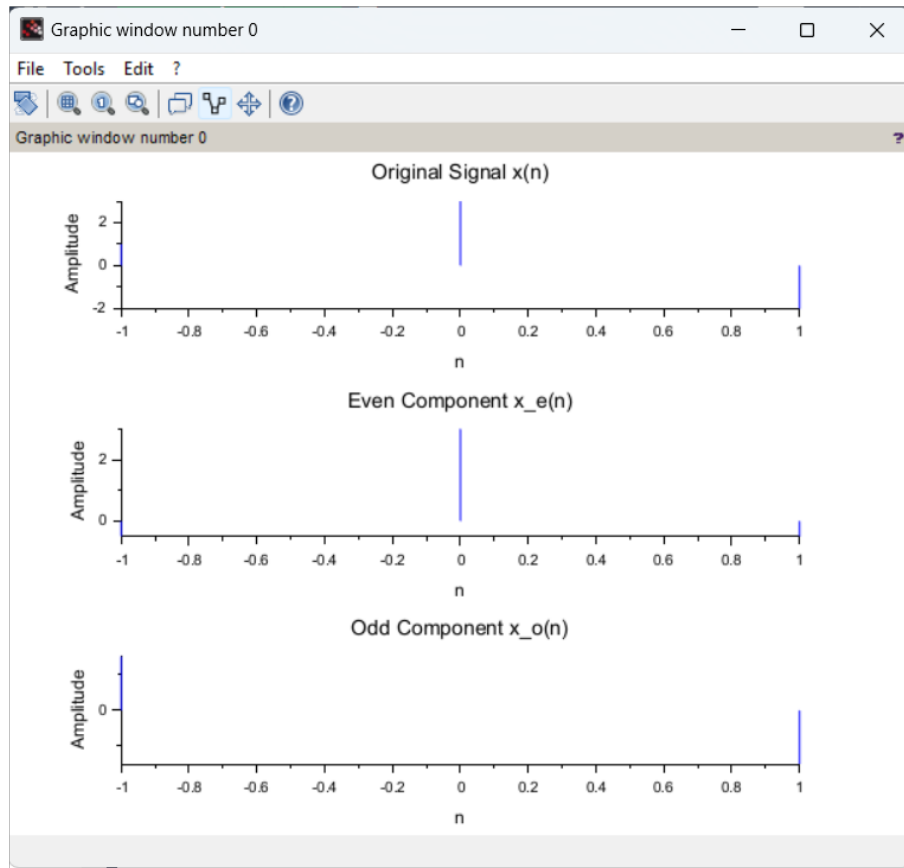 Graphic window number 0
File Tools Edit ?
Graphic window number 0 ?
Original Signal x(n)
Amplitude
2
0
-2
-1 -0.8 -0.6 -0.4 -0.2 0 0.2 0.4 0.6 0.8 1
n
Even Component x_e(n)
Amplitude
2
0
-1 -0.8 -0.6 -0.4 -0.2 0 0.2 0.4 0.6 0.8 1
n
Odd Component x_o(n)
Amplitude
0
-1 -0.8 -0.6 -0.4 -0.2 0 0.2 0.4 0.6 0.8 1
n